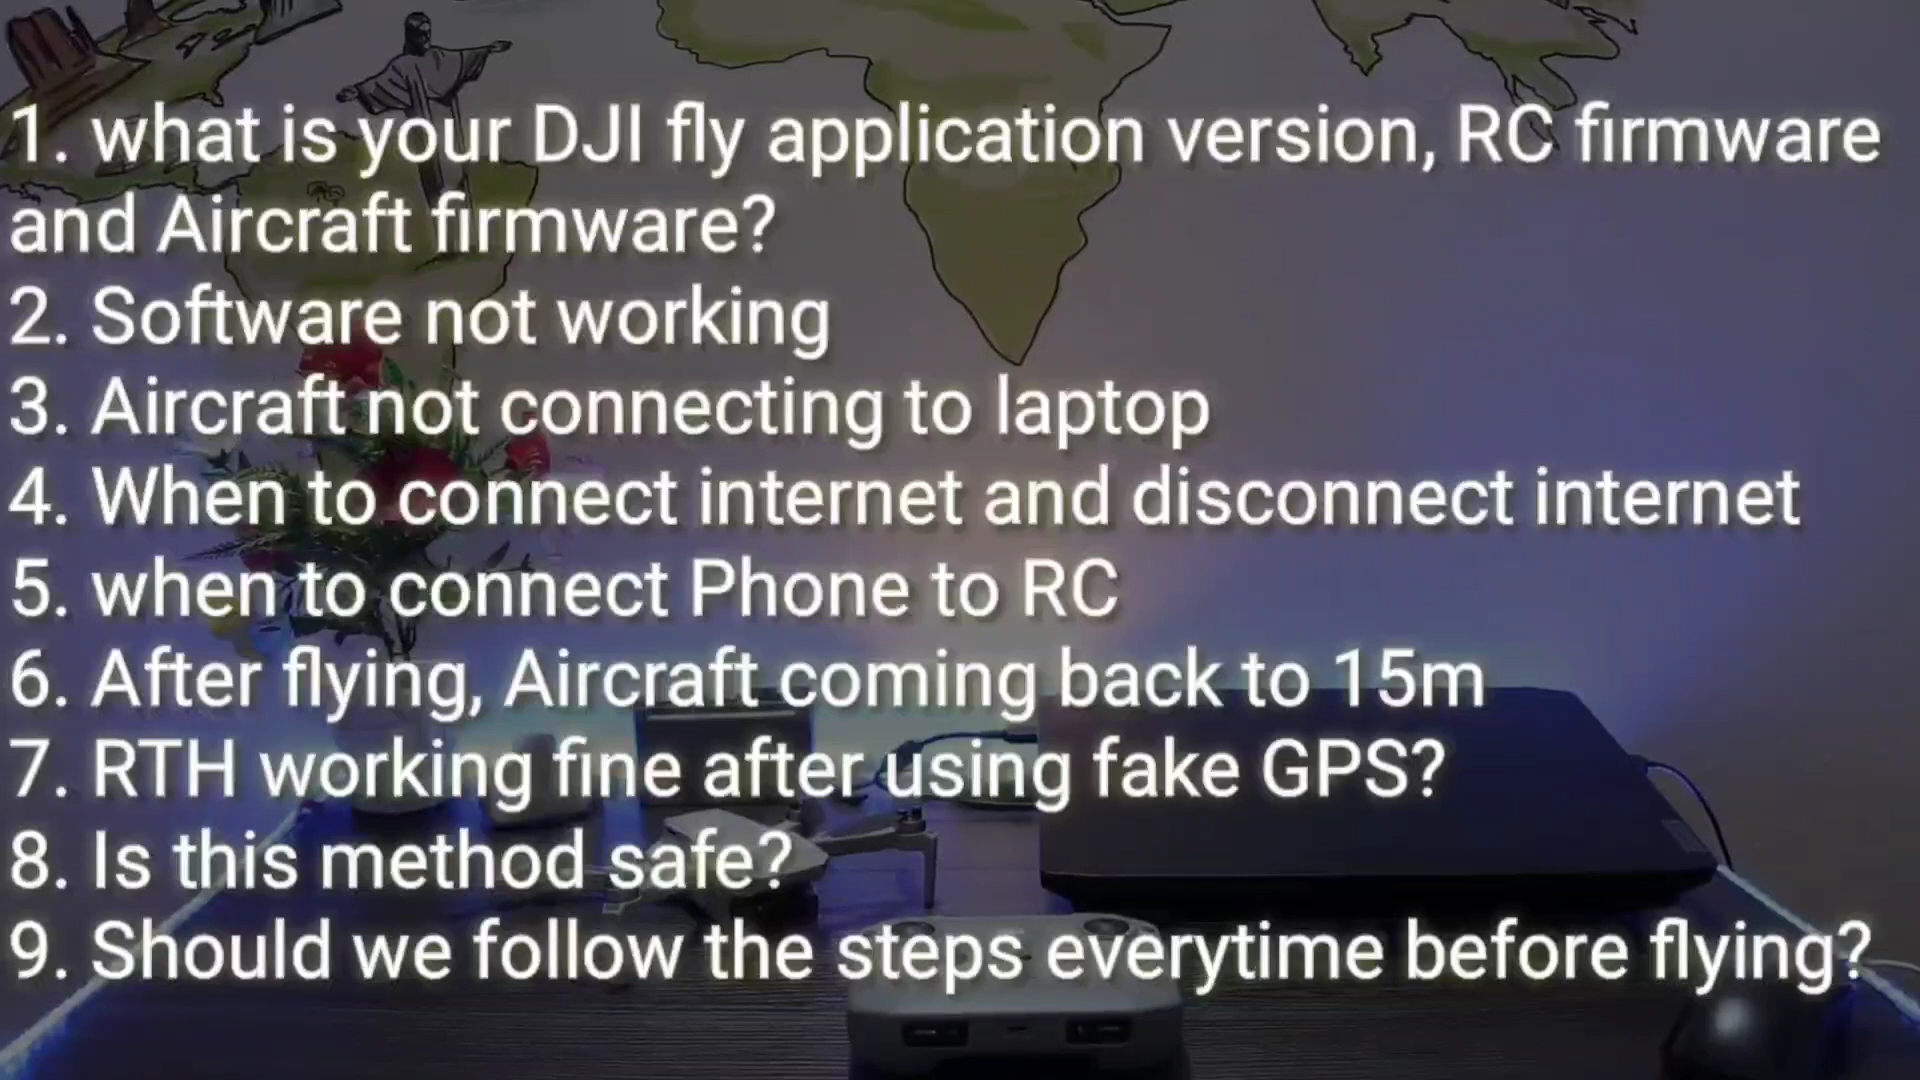 1. what is your DJI fly application version, RC firmware
and Aircraft firmware?
2. Software not working
3. Aircraft not connecting to laptop
4. When to connect internet and disconnect internet
5. when to connect Phone to RC
6. After flying, Aircraft coming back to 15m
7. RTH working fine after using fake GPS?
8. Is this method safe?
9. Should we follow the steps everytime before flying?